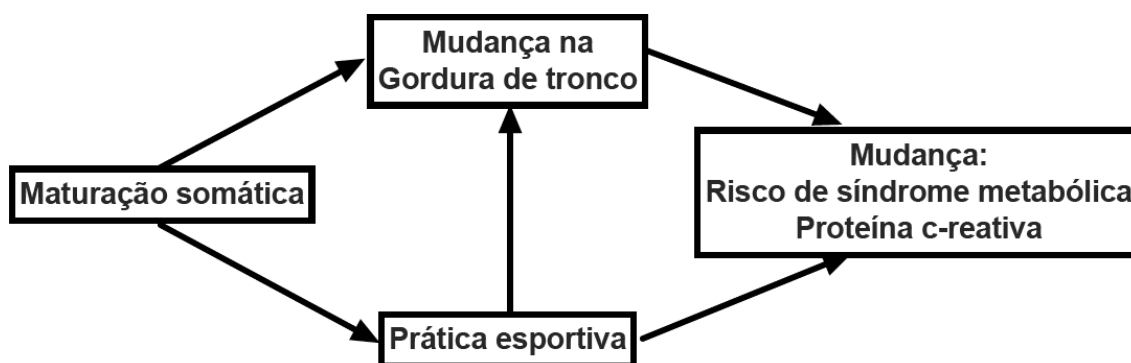 Mudança na
Gordura de tronco
Maturação somática
Mudança:
Risco de síndrome metabólica
Proteína c-reativa
Prática esportiva